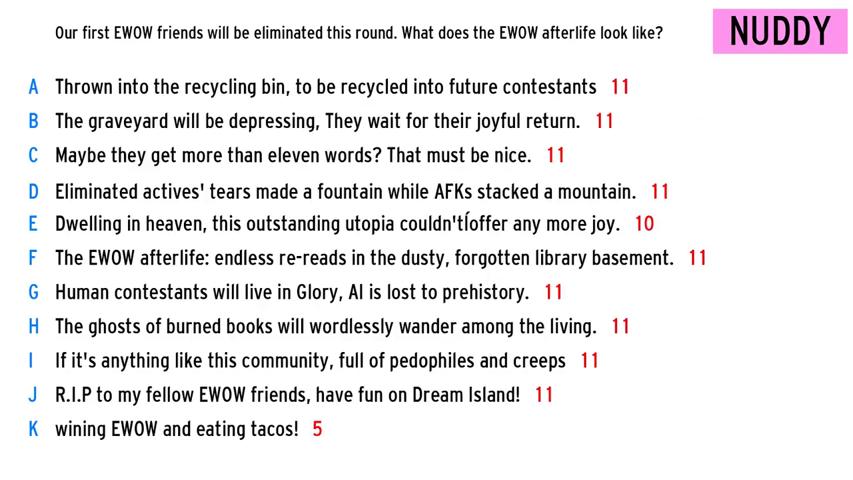 Our first EWOW friends will be eliminated this round. What does the EWOW afterlife look like?
NUDDY
A Thrown into the recycling bin, to be recycled into future contestants 11
B The graveyard will be depressing, They wait for their joyful return. 11
C Maybe they get more than eleven words? That must be nice. 11
D Eliminated actives' tears made a fountain while AFKs stacked a mountain. 11
E Dwelling in heaven, this outstanding utopia couldn'tÍoffer any more joy. 10
F The EWOW afterlife: endless re-reads in the dusty, forgotten library basement. 11
G Human contestants will live in Glory, AI is lost to prehistory. 11
H The ghosts of burned books will wordlessly wander among the living. 11
I If it's anything like this community, full of pedophiles and creeps 11
J R.I.P to my fellow EWOW friends, have fun on Dream Island! 11
K wining EWOW and eating tacos! 5